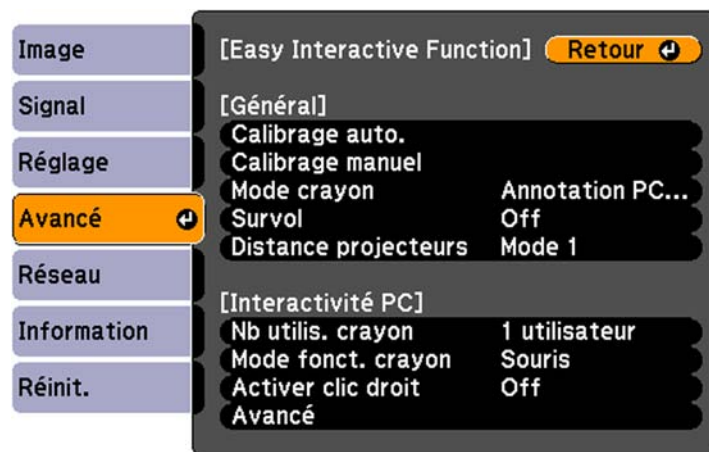 Image
Signal
Réglage
Avancé
Réseau
Information
Réinit.
[Easy Interactive Function] Retour
[Général]
Calibrage auto.
Calibrage manuel
Mode crayon Annotation PC...
Survol Off
Distance projecteurs Mode 1
[Interactivité PC]
Nb utilis. crayon 1 utilisateur
Mode fonct. crayon Souris
Activer clic droit Off
Avancé